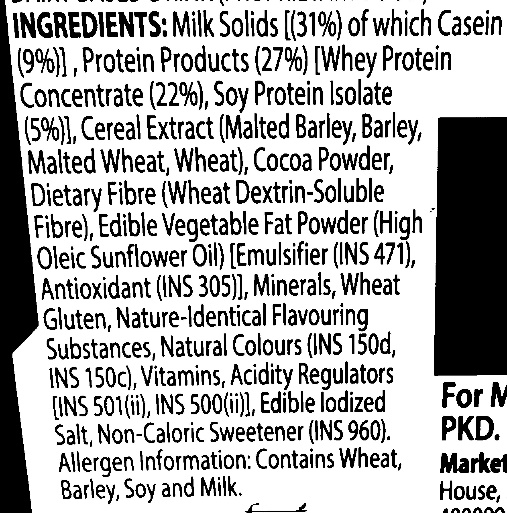 INGREDIENTS: Milk Solids [(31%) of which Casein
(9%)] , Protein Products (27%) [Whey Protein
Concentrate (22%), Soy Protein Isolate
(5%)], Cereal Extract (Malted Barley, Barley,
Malted Wheat, Wheat), Cocoa Powder,
Dietary Fibre (Wheat Dextrin-Soluble
Fibre), Edible Vegetable Fat Powder (High
Oleic Sunflower Oil) [Emulsifier (INS 471),
Antioxidant (INS 305)], Minerals, Wheat
Gluten, Nature-Identical Flavouring
Substances, Natural Colours (INS 150d,
INS 150c), Vitamins, Acidity Regulators
[INS 501(ii), INS 500(ii)], Edible Iodized
Salt, Non-Caloric Sweetener (INS 960).
Allergen Information: Contains Wheat,
Barley, Soy and Milk.
For M
PKD.
Market
House,